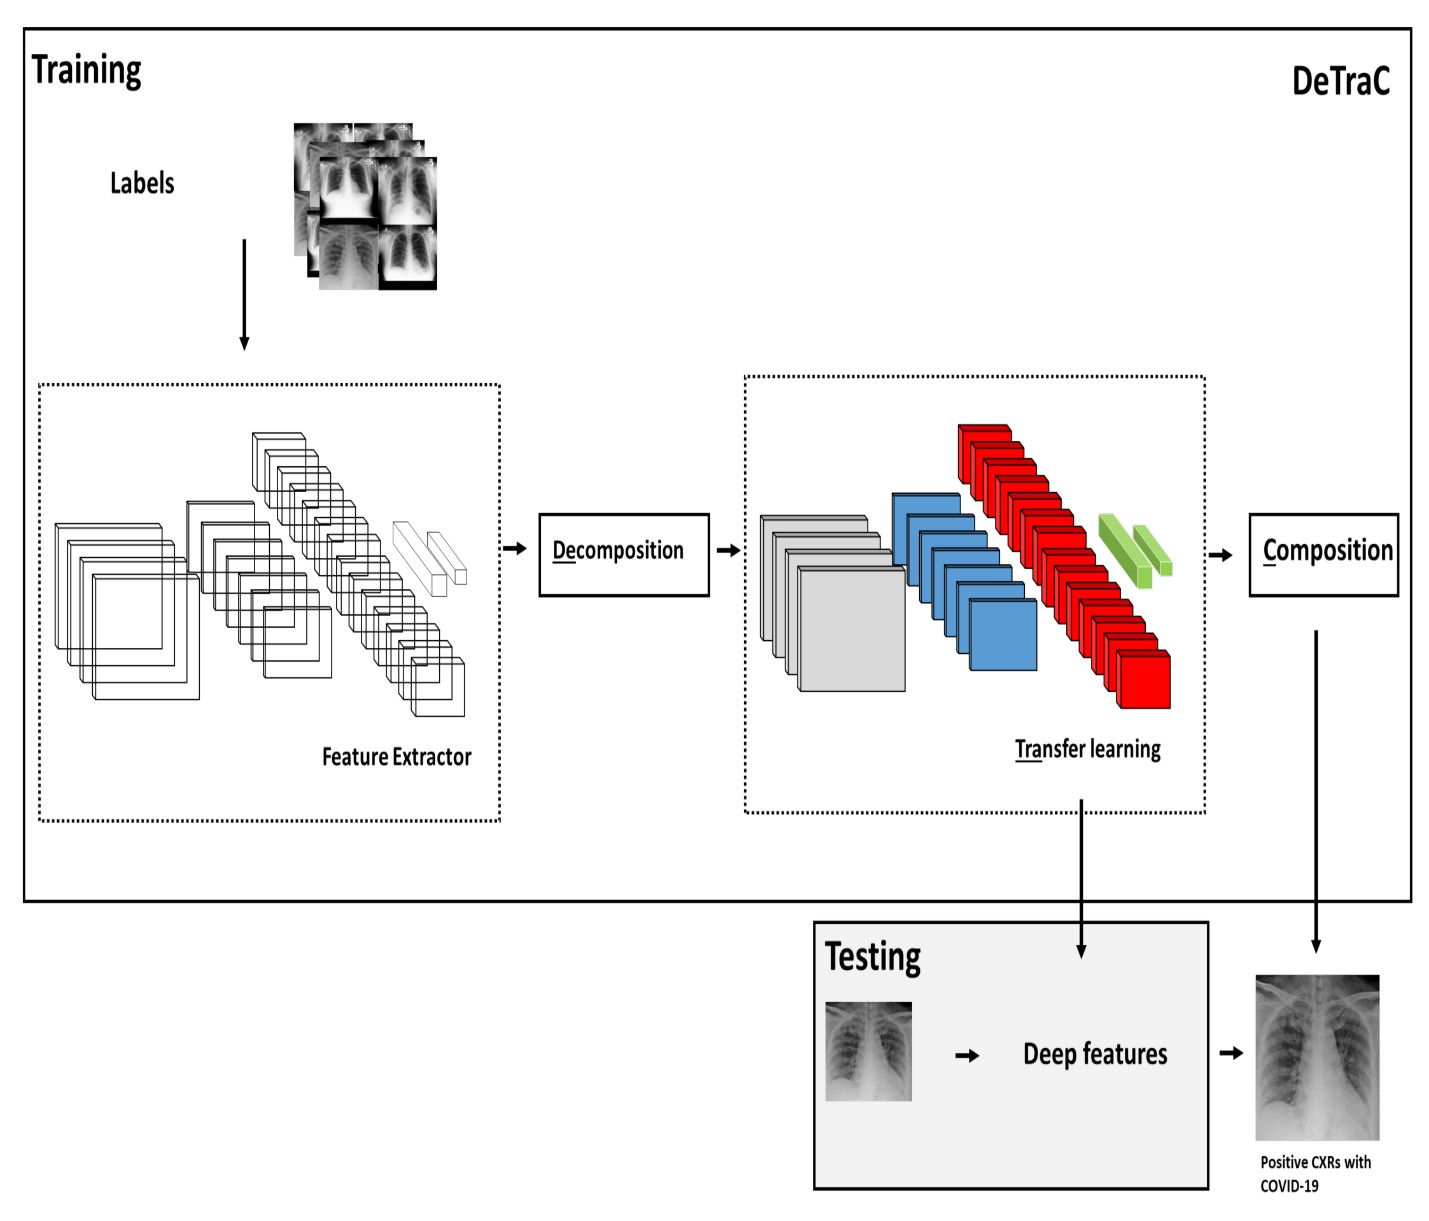 Training
DeTraC
Labels
Decomposition
Composition
Feature Extractor
Transfer learning
Testing
Deep features
Positive CXRs with
COVID-19